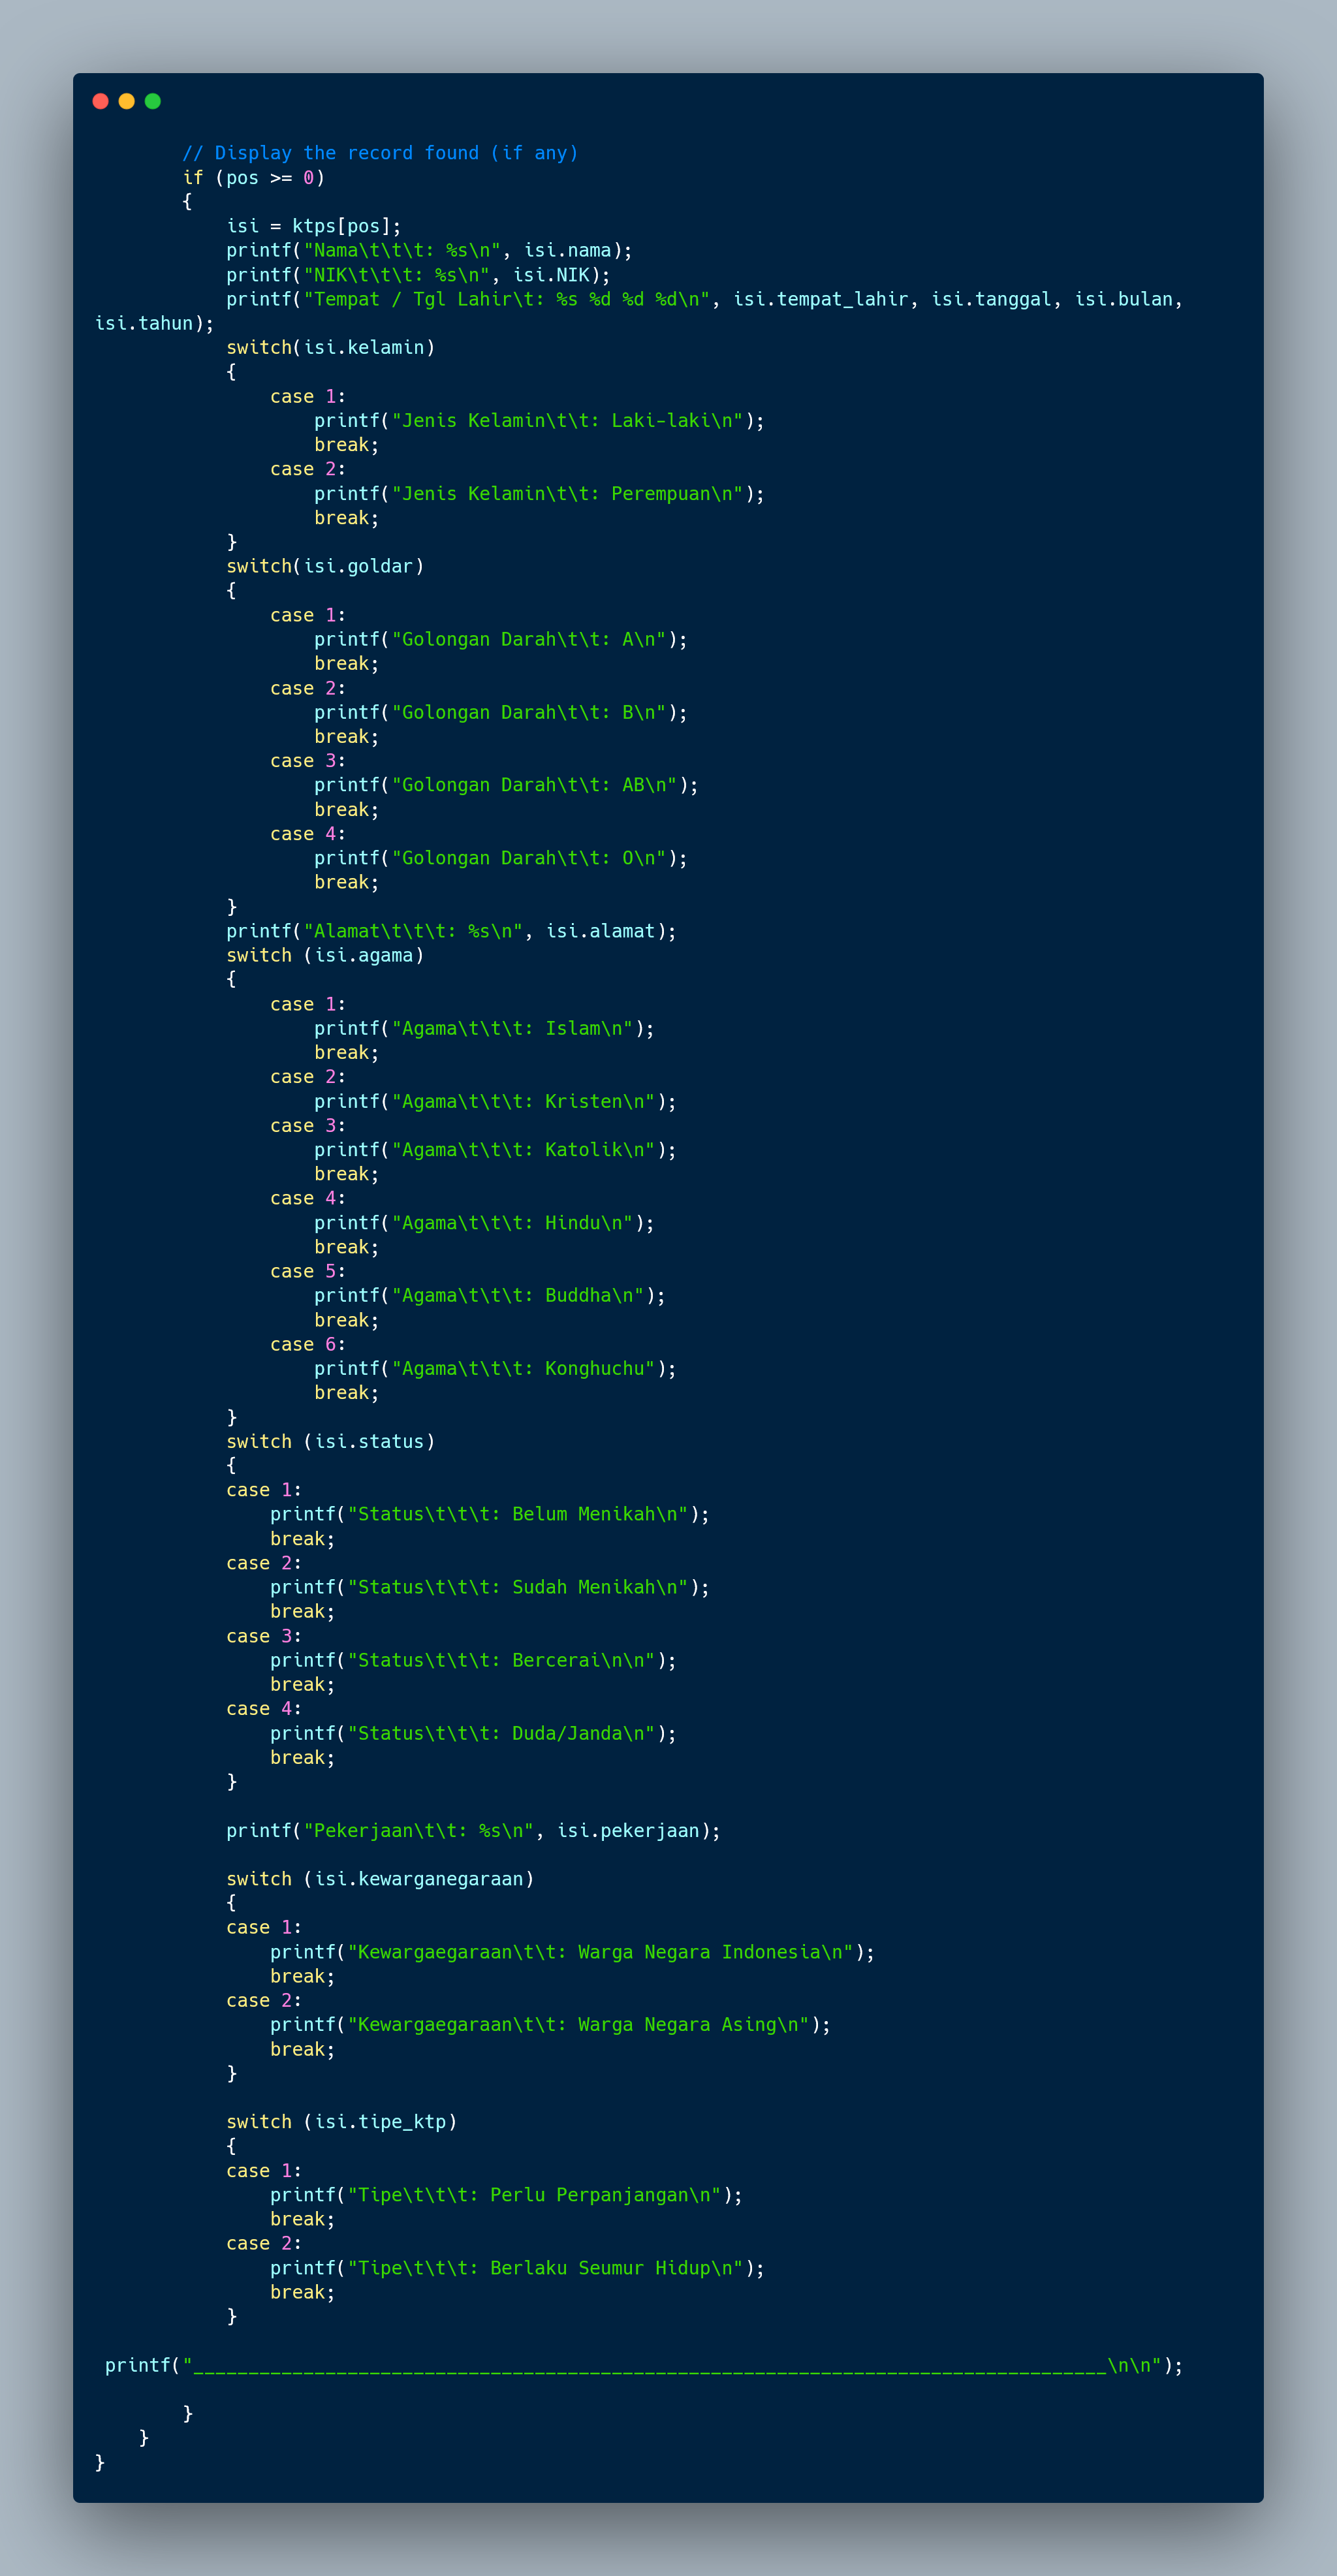 // Display the record found (if any)
        if (pos >= 0)
        {
            isi = ktps[pos];
            printf("Nama\t\t\t: %s\n", isi.nama);
            printf("NIK\t\t\t: %s\n", isi.NIK);
            printf("Tempat / Tgl Lahir\t: %s %d %d %d\n", isi.tempat_lahir, isi.tanggal, isi.bulan,
isi.tahun);
            switch(isi.kelamin)
            {
                case 1:
                    printf("Jenis Kelamin\t\t: Laki-laki\n");
                    break;
                case 2:
                    printf("Jenis Kelamin\t\t: Perempuan\n");
                    break;
            }
            switch(isi.goldar)
            {
                case 1:
                    printf("Golongan Darah\t\t: A\n");
                    break;
                case 2:
                    printf("Golongan Darah\t\t: B\n");
                    break;
                case 3:
                    printf("Golongan Darah\t\t: AB\n");
                    break;
                case 4:
                    printf("Golongan Darah\t\t: O\n");
                    break;
            }
            printf("Alamat\t\t\t: %s\n", isi.alamat);
            switch (isi.agama)
            {
                case 1:
                    printf("Agama\t\t\t: Islam\n");
                    break;
                case 2:
                    printf("Agama\t\t\t: Kristen\n");
                case 3:
                    printf("Agama\t\t\t: Katolik\n");
                    break;
                case 4:
                    printf("Agama\t\t\t: Hindu\n");
                    break;
                case 5:
                    printf("Agama\t\t\t: Buddha\n");
                    break;
                case 6:
                    printf("Agama\t\t\t: Konghuchu");
                    break;
            }
            switch (isi.status)
            {
            case 1:
                printf("Status\t\t\t: Belum Menikah\n");
                break;
            case 2:
                printf("Status\t\t\t: Sudah Menikah\n");
                break;
            case 3:
                printf("Status\t\t\t: Bercerai\n\n");
                break;
            case 4:
                printf("Status\t\t\t: Duda/Janda\n");
                break;
            }

            printf("Pekerjaan\t\t: %s\n", isi.pekerjaan);

            switch (isi.kewarganegaraan)
            {
            case 1:
                printf("Kewargaegaraan\t\t: Warga Negara Indonesia\n");
                break;
            case 2:
                printf("Kewargaegaraan\t\t: Warga Negara Asing\n");
                break;
            }

            switch (isi.tipe_ktp)
            {
            case 1:
                printf("Tipe\t\t\t: Perlu Perpanjangan\n");
                break;
            case 2:
                printf("Tipe\t\t\t: Berlaku Seumur Hidup\n");
                break;
            }

 printf("___________________________________________________________________________________\n\n");

        }
    }
}